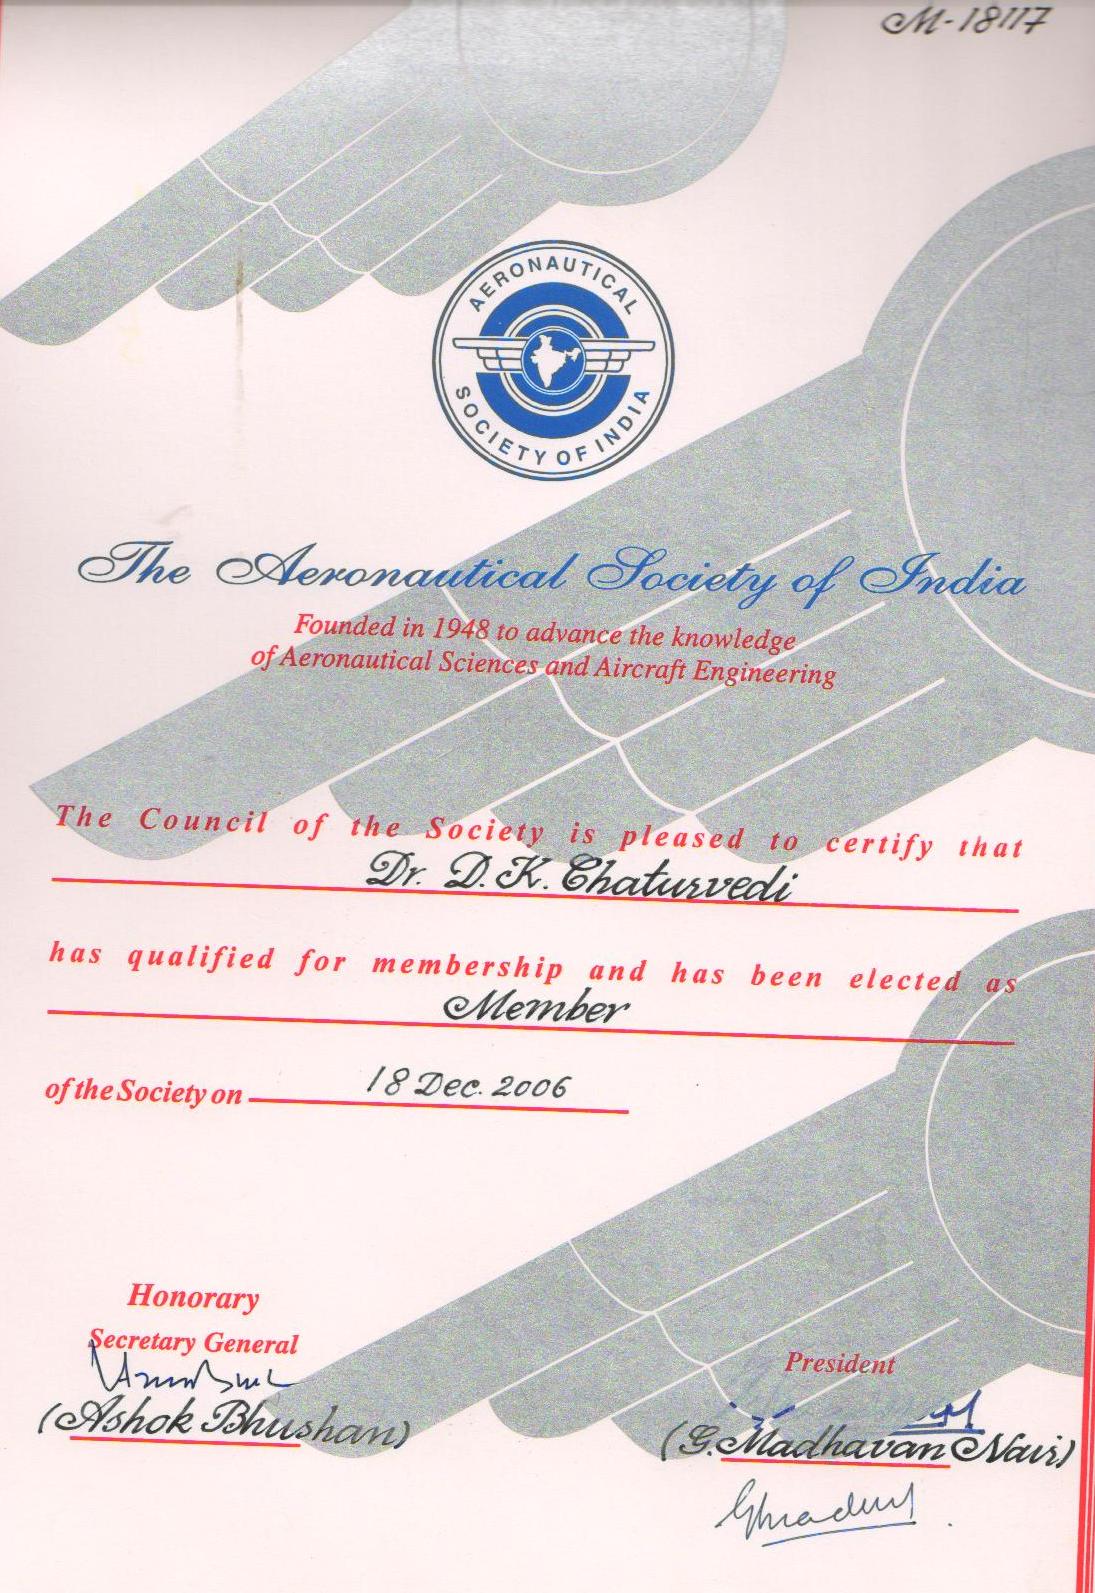 M-18117
AERONAUTICAL
SOCIETY OF INDIA
The Aeronautical Society of India
Founded in 1948 to advance the knowledge
of Aeronautical Sciences and Aircraft Engineering
The Council of the Society is pleased to certify that
Dr. D.K. Chaturvedi
has qualified for membership and has been elected as
Member
of the Society on 18 Dec. 2006
Honorary
Secretary General
(Ashok Bhushan)
President
(G. Madhavan Nair)